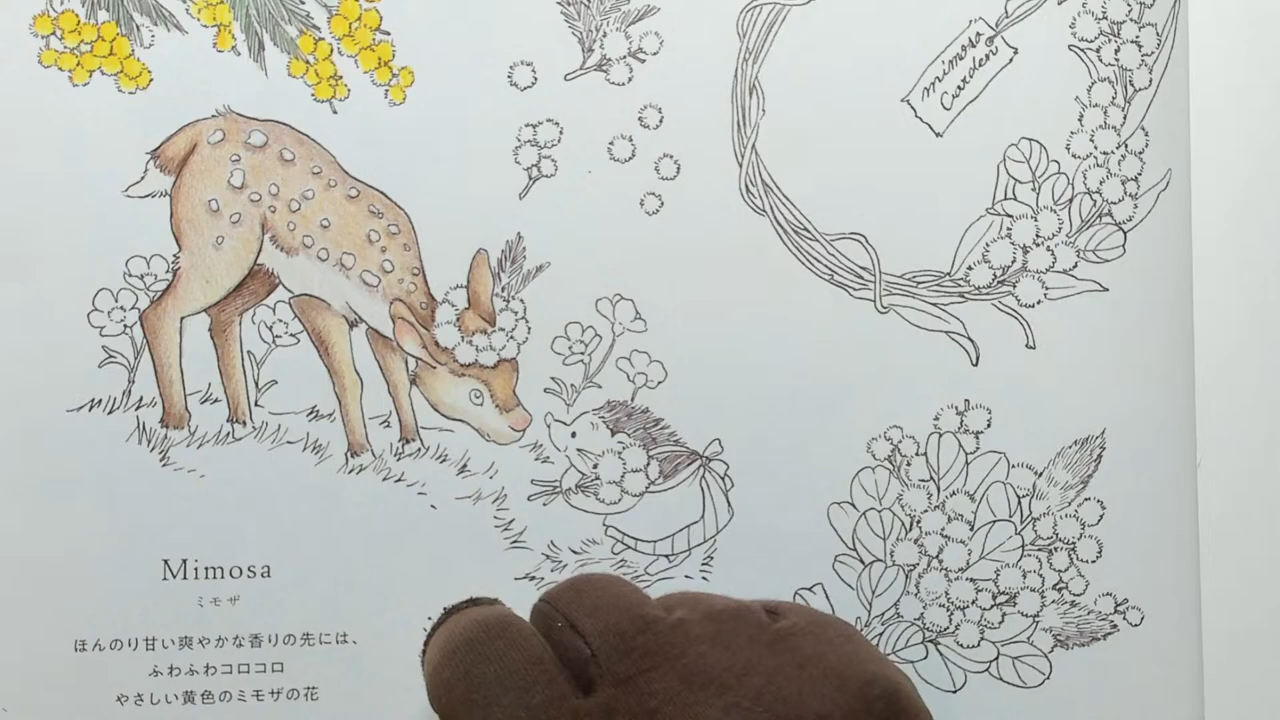 mimosa
Garden
Mimosa
ミモザ
ほんのり甘い爽やかな香りの先には、
ふわふわコロコロ
やさしい黄色のミモザの花